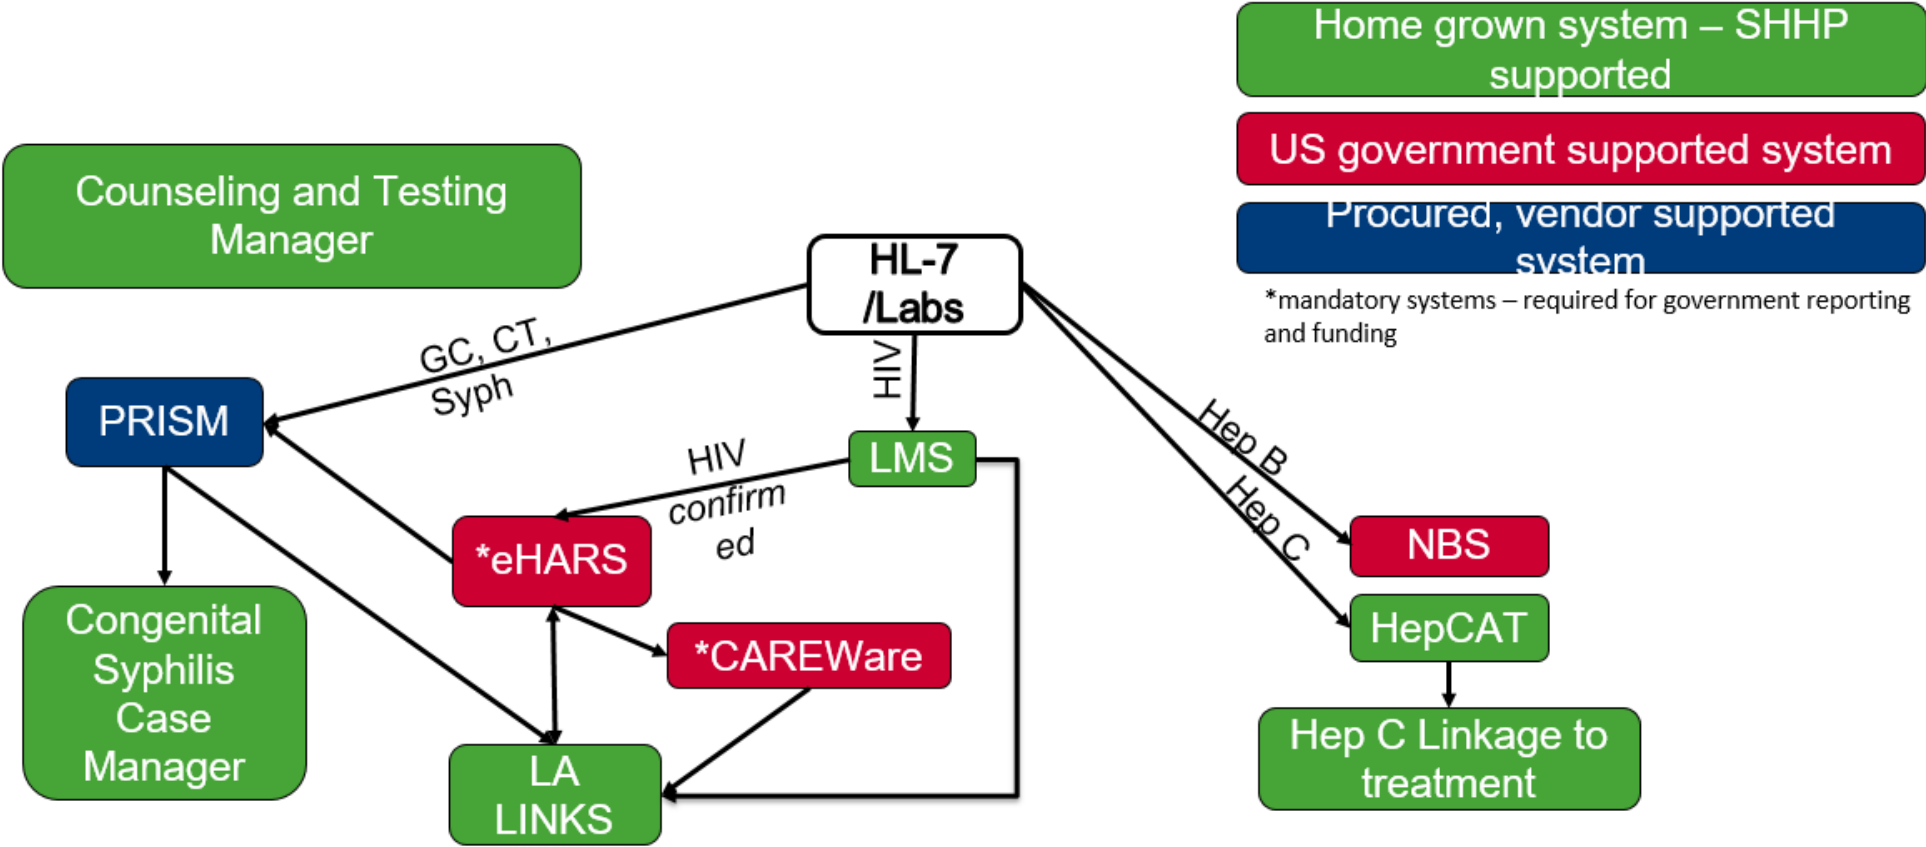 Home grown system – SHHP
supported
US government supported system
Procured, vendor supported
system
*mandatory systems – required for government reporting
and funding
Counseling and Testing
Manager
HL-7
/Labs
GC, CT,
Syph
HIV
PRISM
LMS
HIV
confirm
ed
Hep B
Hep C
*eHARS
NBS
HepCAT
*CAREWare
Congenital
Syphilis
Case
Manager
LA
LINKS
Hep C Linkage to
treatment